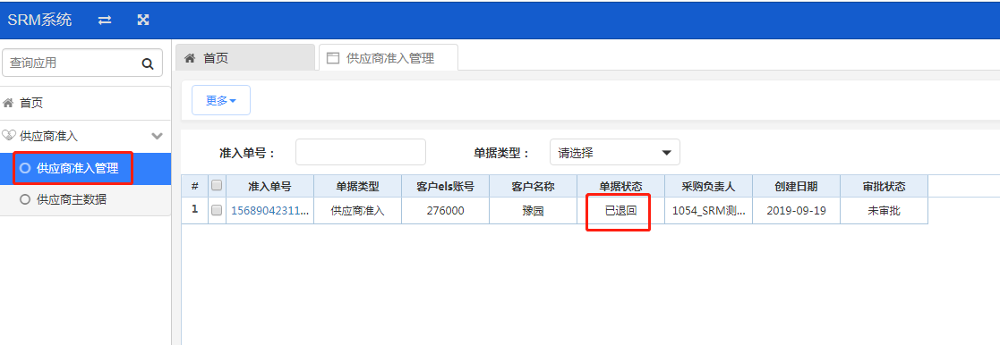 SRM系统
查询应用
首页
供应商准入
供应商准入管理
供应商主数据
首页
供应商准入管理
更多
准入单号：
单据类型：
请选择
# 准入单号 单据类型 客户els账号 客户名称 单据状态 采购负责人 创建日期 审批状态
1 15689042311... 供应商准入 276000 豫园 已退回 1054_SRM测... 2019-09-19 未审批